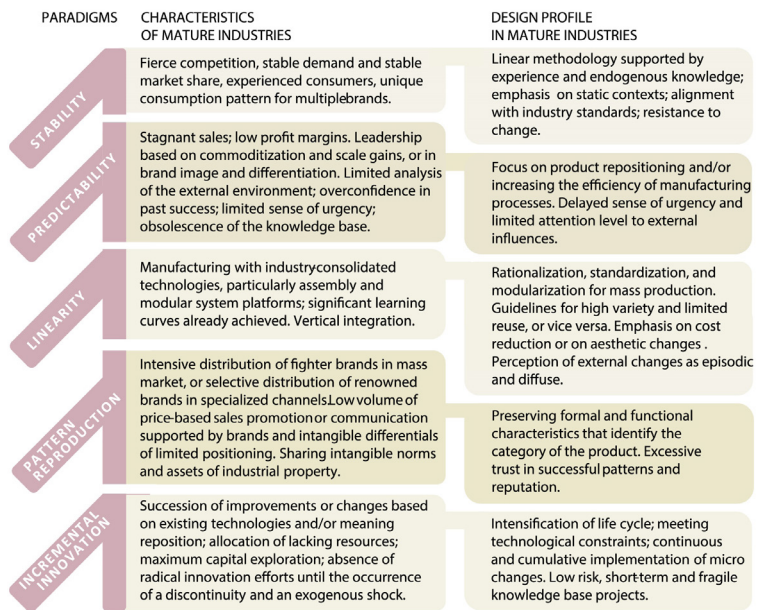 PARADIGMS
CHARACTERISTICS
OF MATURE INDUSTRIES
DESIGN PROFILE
IN MATURE INDUSTRIES
STABILITY
Fierce competition, stable demand and stable
market share, experienced consumers, unique
consumption pattern for multiplebrands.
Linear methodology supported by
experience and endogenous knowledge;
emphasis on static contexts; alignment
with industry standards; resistance to
change.
PREDICTABILITY
Stagnant sales; low profit margins. Leadership
based on commoditization and scale gains, or in
brand image and differentiation. Limited analysis
of the external environment; overconfidence in
past success; limited sense of urgency;
obsolescence of the knowledge base.
Focus on product repositioning and/or
increasing the efficiency of manufacturing
processes. Delayed sense of urgency and
limited attention level to external
influences.
LINEARITY
Manufacturing with industryconsolidated
technologies, particularly assembly and
modular system platforms; significant learning
curves already achieved. Vertical integration.
Rationalization, standardization, and
modularization for mass production.
Guidelines for high variety and limited
reuse, or vice versa. Emphasis on cost
reduction or on aesthetic changes .
Perception of external changes as episodic
and diffuse.
PATTERN
REPRODUCTION
Intensive distribution of fighter brands in mass
market, or selective distribution of renowned
brands in specialized channels.Low volume of
price-based sales promotion or communication
supported by brands and intangible differentials
of limited positioning. Sharing intangible norms
and assets of industrial property.
Preserving formal and functional
characteristics that identify the
category of the product. Excessive
trust in successful patterns and
reputation.
INCREMENTAL
INNOVATION
Succession of improvements or changes based
on existing technologies and/or meaning
reposition; allocation of lacking resources;
maximum capital exploration; absence of
radical innovation efforts until the occurrence
of a discontinuity and an exogenous shock.
Intensification of life cycle; meeting
technological constraints; continuous
and cumulative implementation of micro
changes. Low risk, short-term and fragile
knowledge base projects.